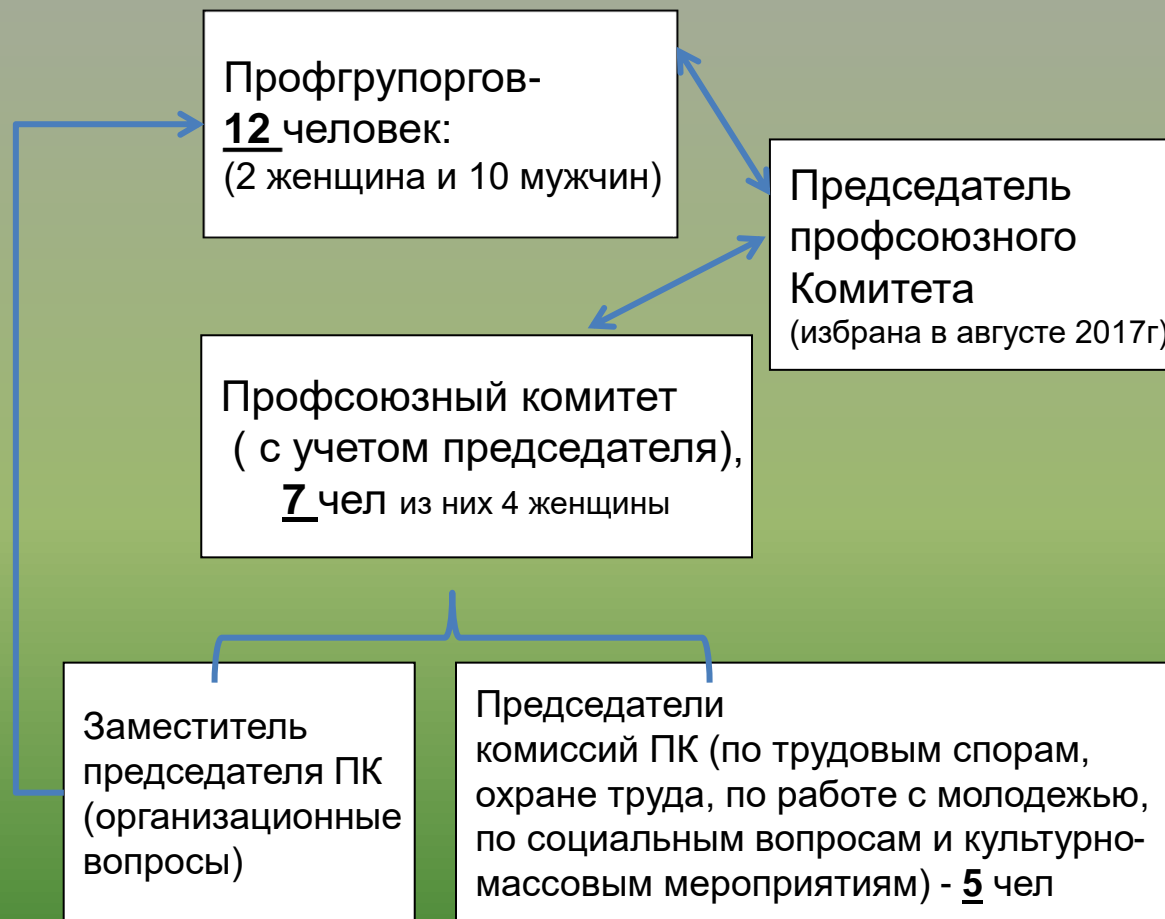 Профгрупоргов-
12 человек:
(2 женщина и 10 мужчин)
Председатель
профсоюзного
Комитета
(избрана в августе 2017г)
Профсоюзный комитет
( с учетом председателя),
7 чел из них 4 женщины
Заместитель
председателя ПК
(организационные
вопросы)
Председатели
комиссий ПК (по трудовым спорам,
охране труда, по работе с молодежью,
по социальным вопросам и культурно-
массовым мероприятиям) - 5 чел